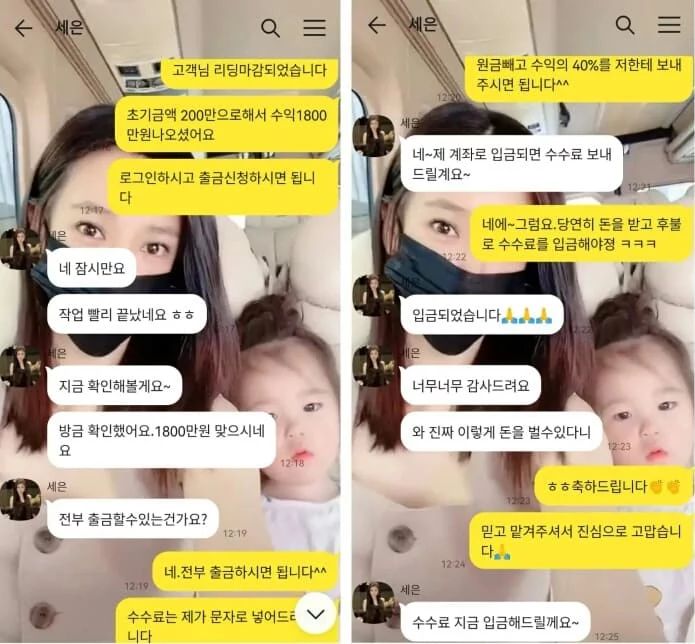 세은
고객님 리딩마감되었습니다
초기금액 200만으로해서 수익1800
만원나오셨어요
로그인하시고 출금신청하시면 됩니
다
12:17
세은
네 잠시만요
작업 빨리 끝났네요 ㅎㅎ
12:17
세은
지금 확인해볼게요~
방금 확인했어요.1800만원 맞으시네
요
12:18
세은
전부 출금할수있는건가요?
12:19
네.전부 출금하시면 됩니다^^
12:19
수수료는 제가 문자로 넣어드
니다
세은
원금빼고 수익의 40%를 저한테 보내
주시면 됩니다^^
12:20
세은
네~제 계좌로 입금되면 수수료 보내
드릴계요~
12:21
네에~그럼요.당연히 돈을 받고 후불
로 수수료를 입금해야졍 ㅋㅋㅋ
12:22
세은
입금되었습니다🙏🙏🙏
12:22
세은
너무너무 감사드려요
와 진짜 이렇게 돈을 벌수있다니
12:23
ㅎㅎ축하드립니다👏👏
12:23
믿고 맡겨주셔서 진심으로 고맙습니
다🙏
12:24
세은
수수료 지금 입금해드릴께요~
12:25